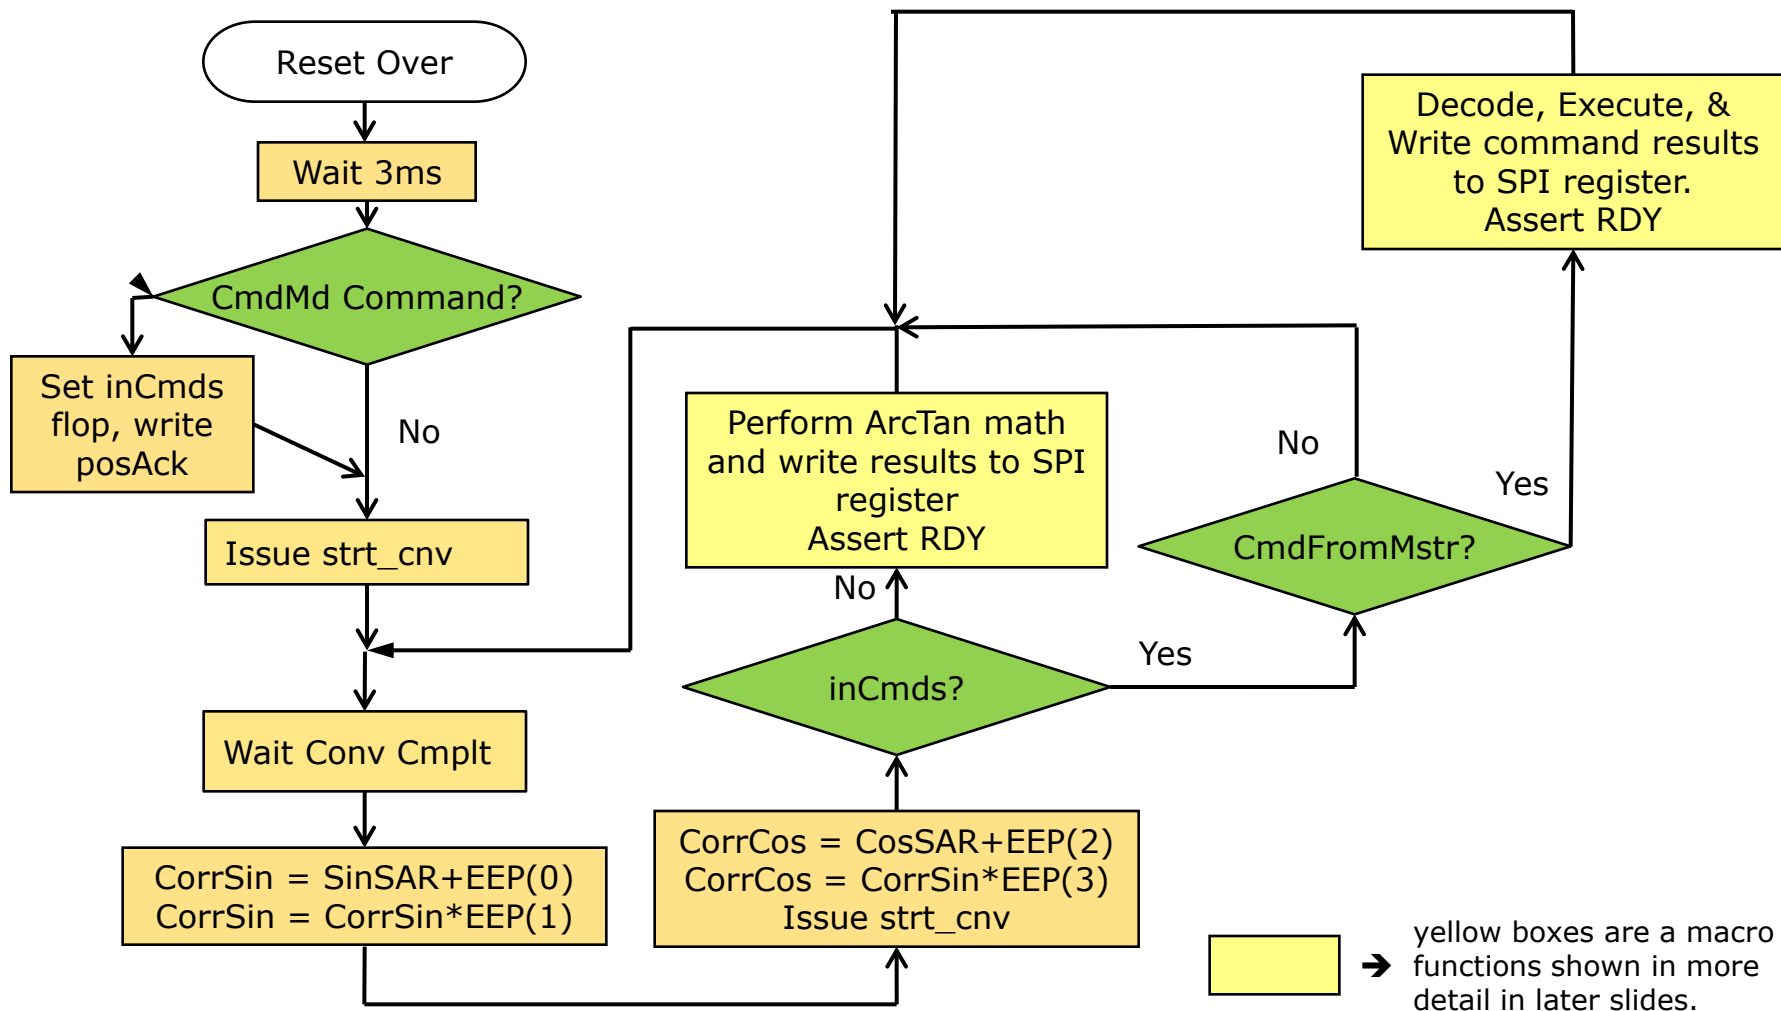 Reset Over
Wait 3ms
CmdMd Command?
Set inCmds
flop, write
posAck
No
Issue strt_cnv
Wait Conv Cmplt
CorrSin = SinSAR+EEP(0)
CorrSin = CorrSin*EEP(1)
CorrCos = CosSAR+EEP(2)
CorrCos = CorrSin*EEP(3)
Issue strt_cnv
inCmds?
No
Yes
Perform ArcTan math
and write results to SPI
register
Assert RDY
CmdFromMstr?
No
Yes
Decode, Execute, &
Write command results
to SPI register.
Assert RDY
yellow boxes are a macro
functions shown in more
detail in later slides.